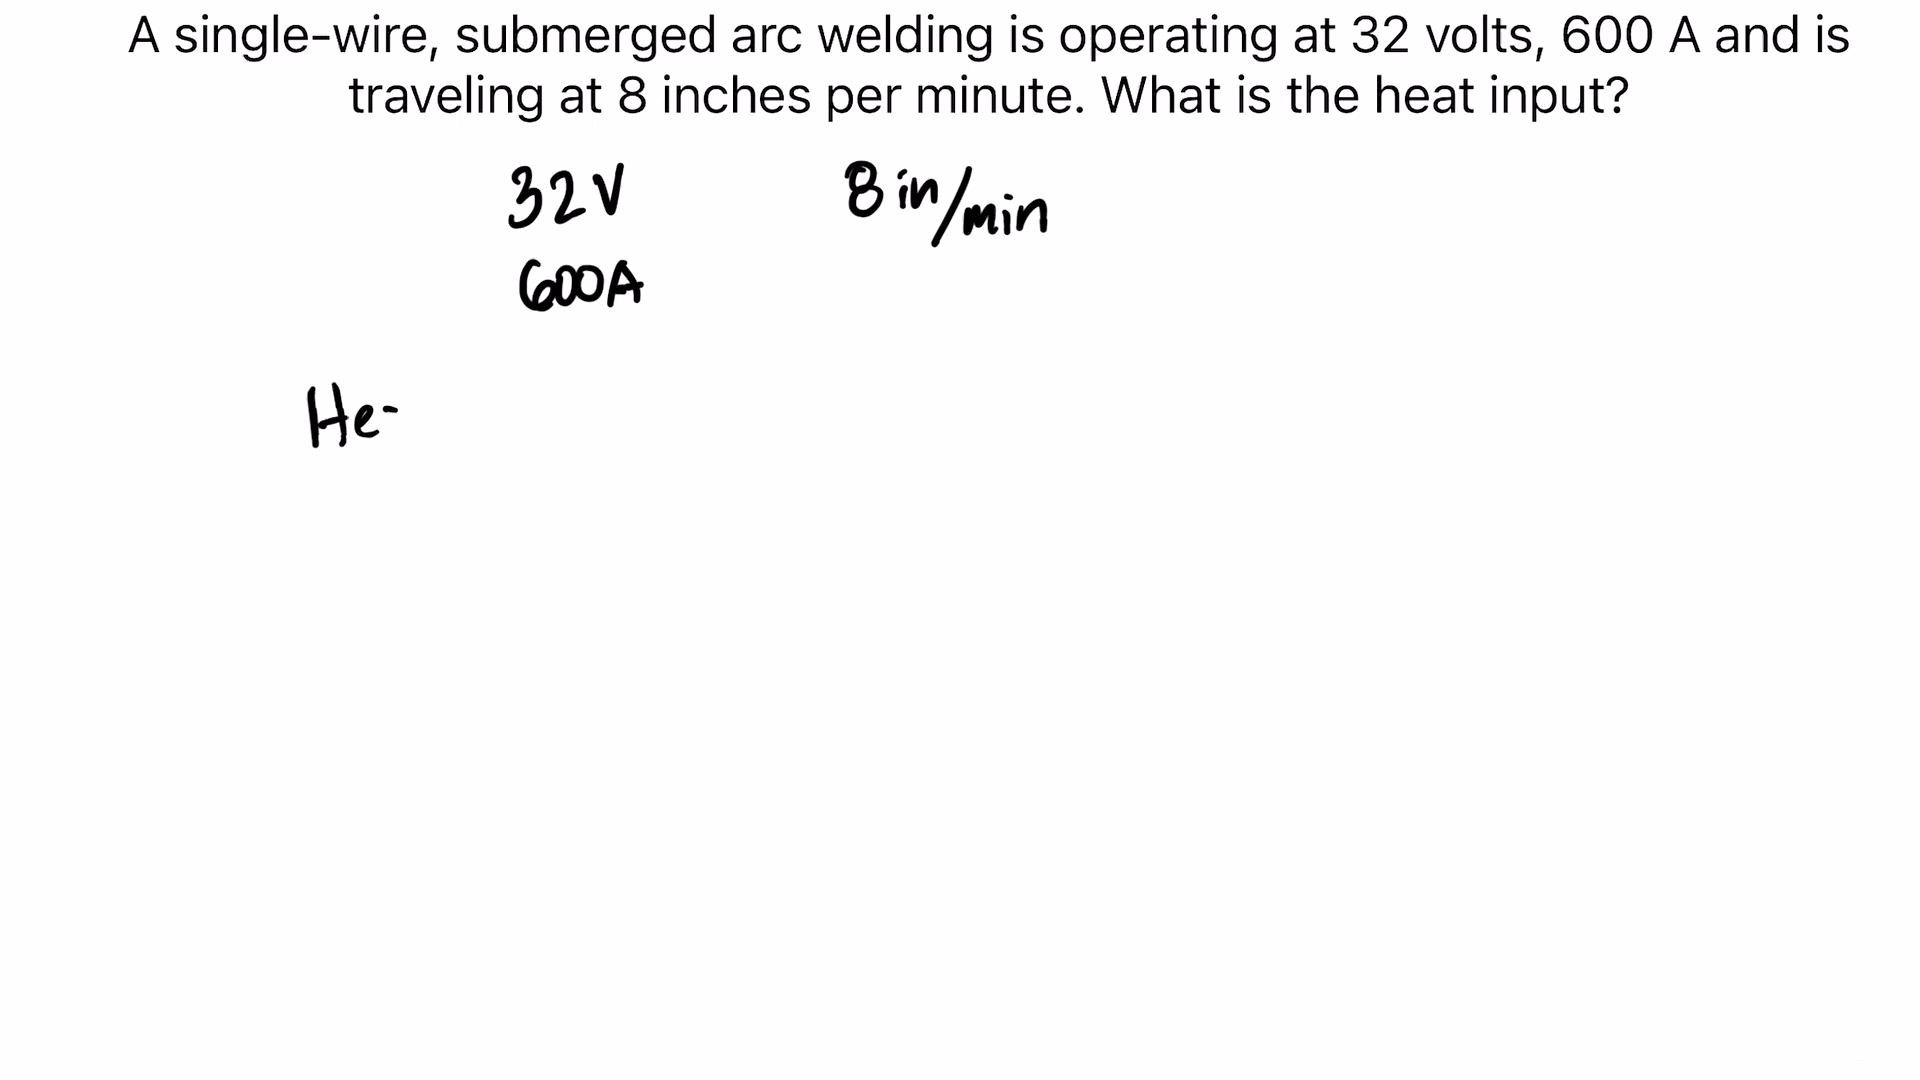 A single-wire, submerged arc welding is operating at 32 volts, 600 A and is
traveling at 8 inches per minute. What is the heat input?
32V 8 in/min
600A
He-